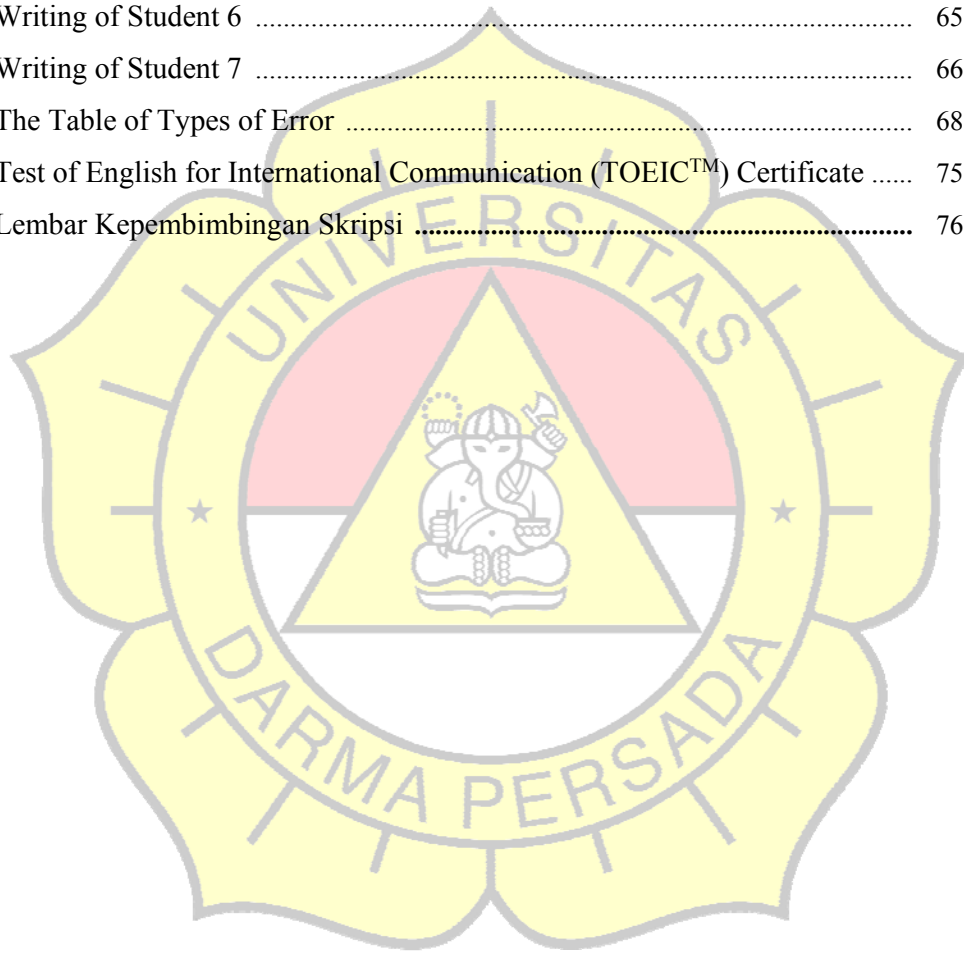 Writing of Student 6 ........................................................................................................ 65
Writing of Student 7 ........................................................................................................ 66
The Table of Types of Error ........................................................................................... 68
Test of English for International Communication (TOEIC™) Certificate ...... 75
Lembar Kepembimbingan Skripsi ................................................................................ 76
UNIVERSITAS
DARMA PERSADA